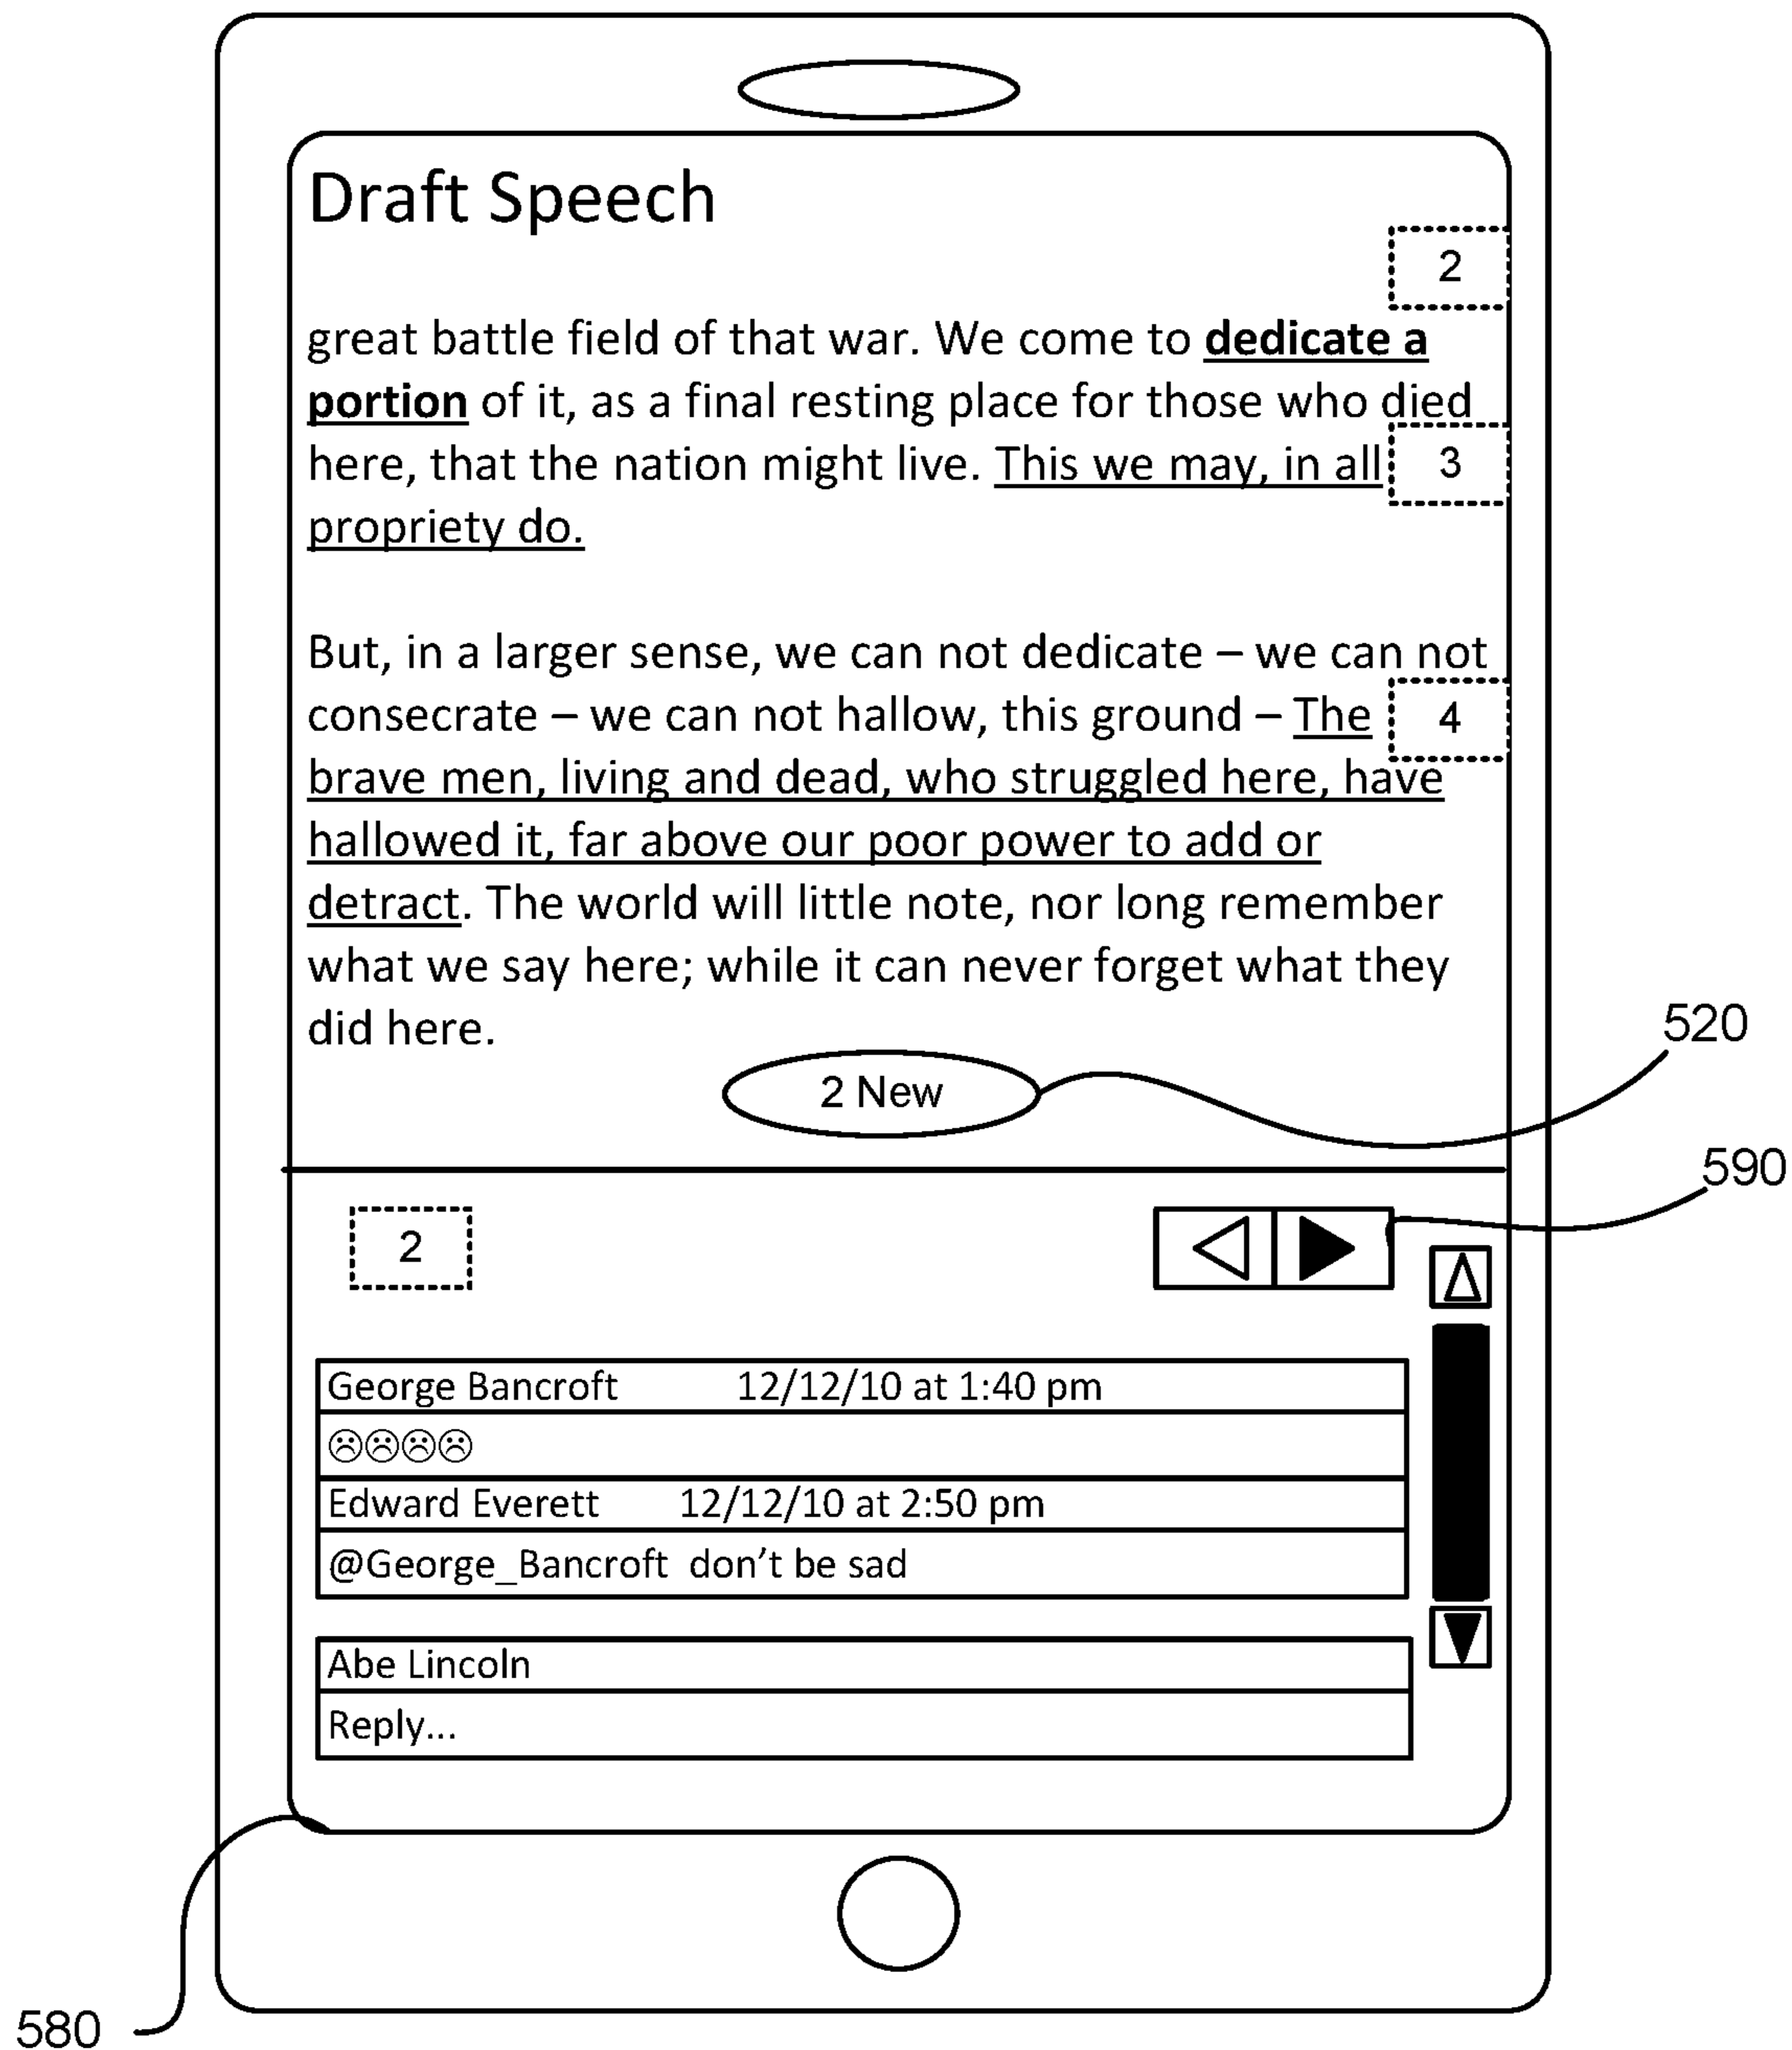 Draft Speech
2
great battle field of that war. We come to dedicate a
portion of it, as a final resting place for those who died
here, that the nation might live. This we may, in all
3
propriety do.
But, in a larger sense, we can not dedicate – we can not
consecrate – we can not hallow, this ground – The
4
brave men, living and dead, who struggled here, have
hallowed it, far above our poor power to add or
detract. The world will little note, nor long remember
what we say here; while it can never forget what they
did here.
520
2 New
590
2
George Bancroft 12/12/10 at 1:40 pm
☹☹☹☹
Edward Everett 12/12/10 at 2:50 pm
@George_Bancroft don't be sad
Abe Lincoln
Reply...
580